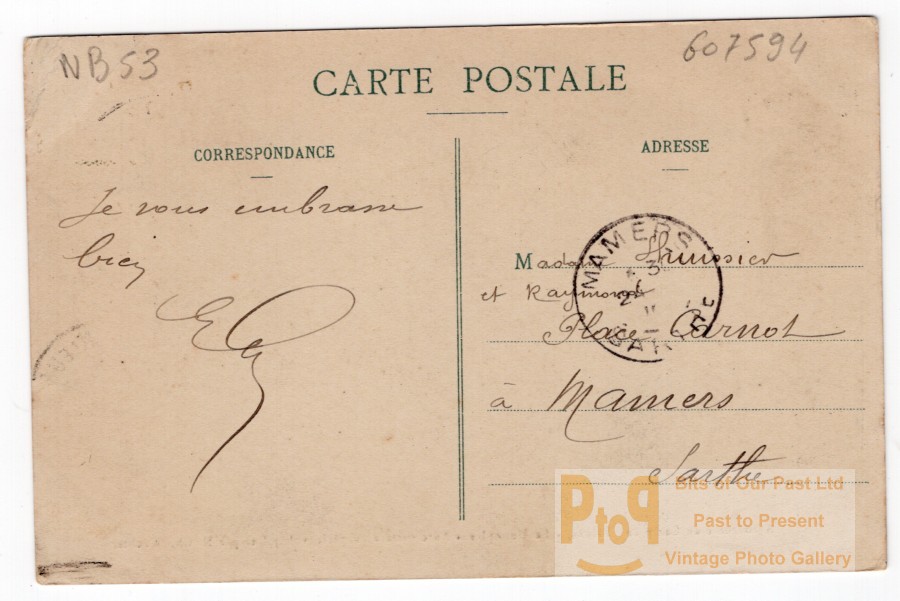 NB53
607594
CARTE POSTALE
CORRESPONDANCE
Je vous embrasse
bien
ADRESSE
Madame
et Raymond
Place Carnot
à Mamers
Sarthe
MAMERS
SARTHE
PtoP
Bits of Our Past Ltd
Past to Present
Vintage Photo Gallery